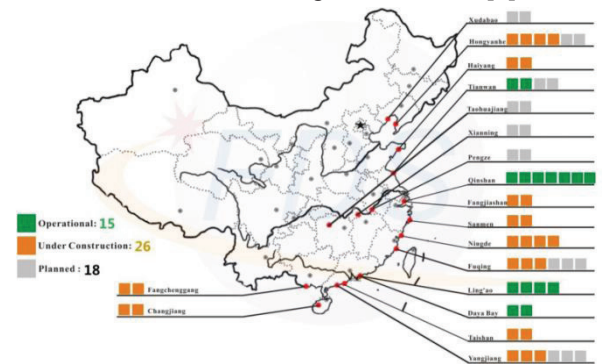 Xudabao
Hongyanhe
Haiyang
Tianwan
Taohuajiang
Xianning
Pengze
Qinshan
Fangjiashan
Sanmen
Ningde
Fuqing
Ling'ao
Daya Bay
Taishan
Yangjiang
Operational: 15
Under Construction: 26
Planned : 18
Fangchenggang
Changjiang